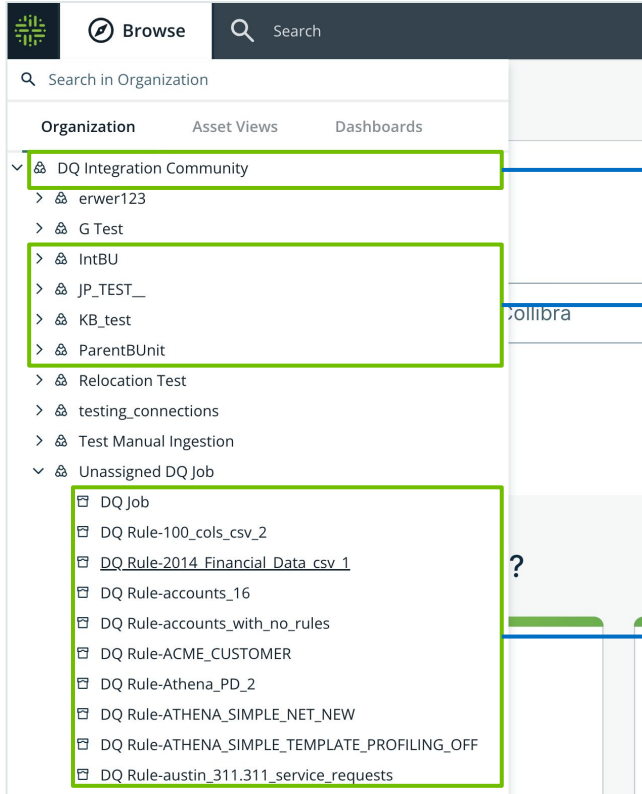 Browse
Search
Search in Organization
Organization Asset Views Dashboards
DQ Integration Community
erwer123
G Test
IntBU
JP_TEST__
Collibra
KB_test
ParentBUnit
Relocation Test
testing_connections
Test Manual Ingestion
Unassigned DQ Job
DQ Job
DQ Rule-100_cols_csv_2
DQ Rule-2014_Financial_Data_csv_1
?
DQ Rule-accounts_16
DQ Rule-accounts_with_no_rules
DQ Rule-ACME_CUSTOMER
DQ Rule-Athena_PD_2
DQ Rule-ATHENA_SIMPLE_NET_NEW
DQ Rule-ATHENA_SIMPLE_TEMPLATE_PROFILING_OFF
DQ Rule-austin_311.311_service_requests